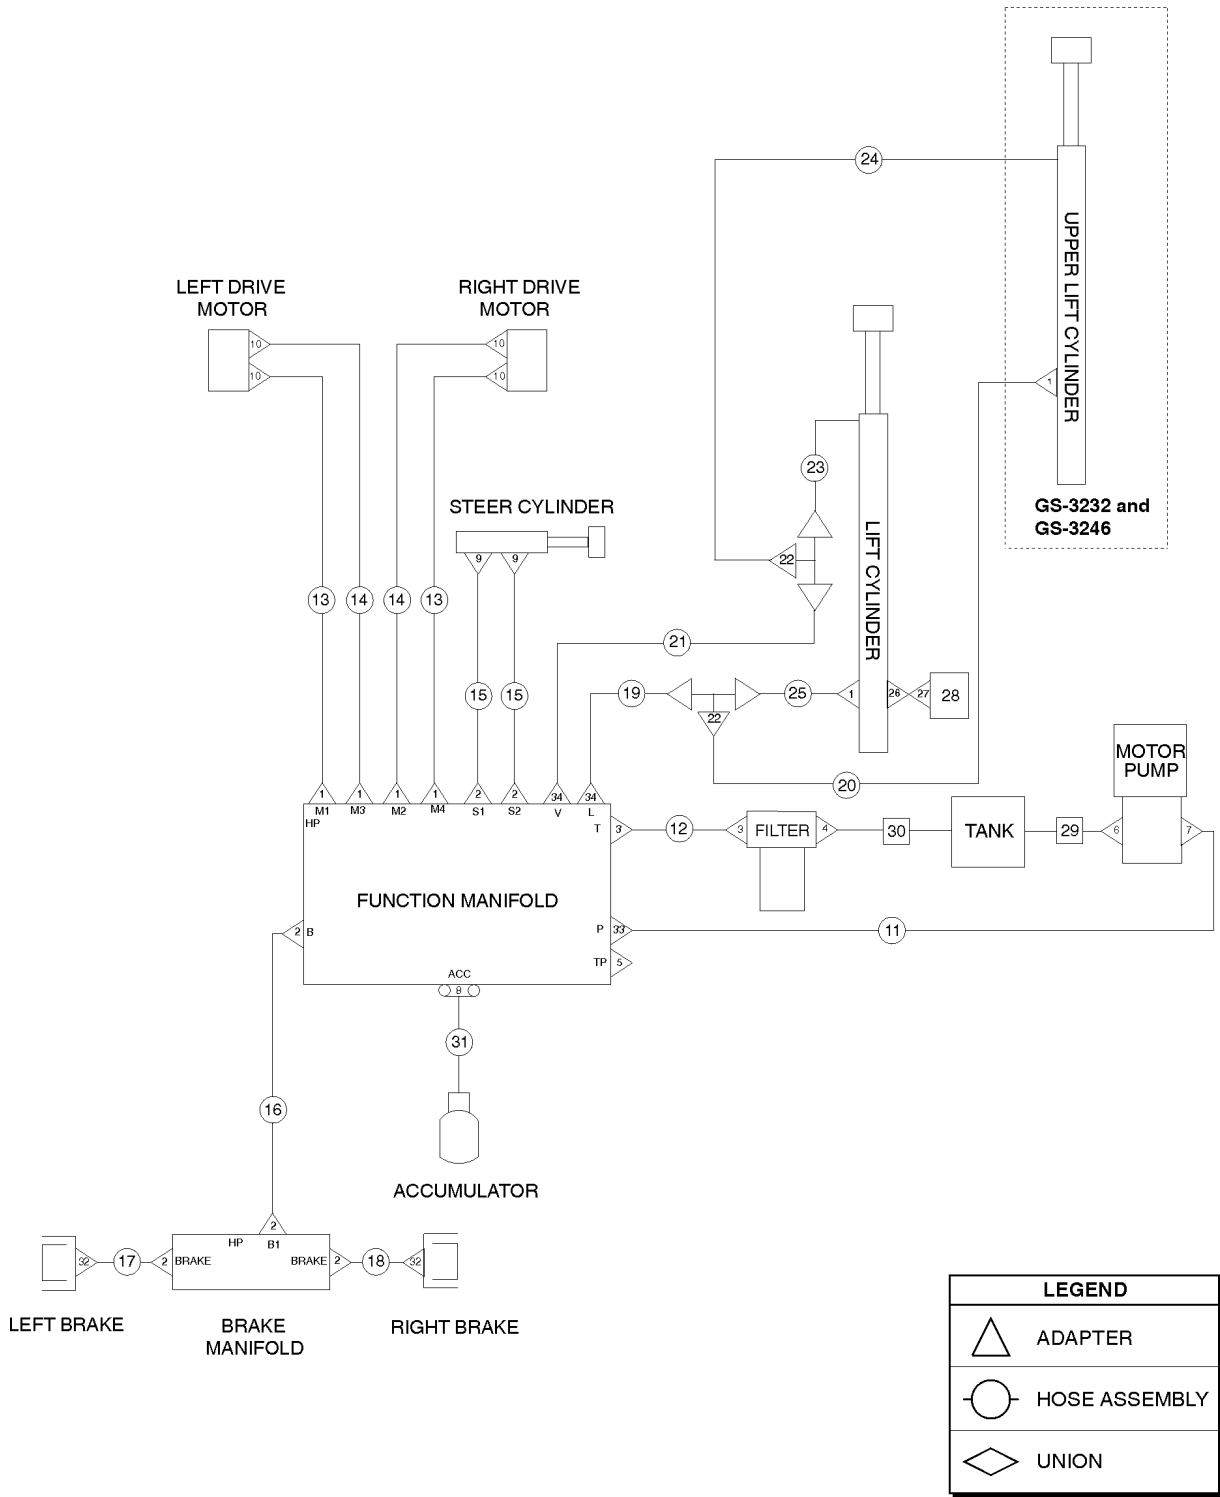 24
UPPER LIFT CYLINDER
LEFT DRIVE
MOTOR
RIGHT DRIVE
MOTOR
10
10
10
10
1
23
STEER CYLINDER
GS-3232 and
GS-3246
LIFT CYLINDER
9
9
22
13
14
14
13
21
15
15
19
25
1
26
27
28
22
MOTOR
PUMP
20
1
1
1
1
2
2
34
34
M1
M3
M2
M4
S1
S2
V
L
HP
T
3
12
3
FILTER
4
30
TANK
29
6
7
FUNCTION MANIFOLD
2
B
P
33
11
TP
5
ACC
8
31
16
ACCUMULATOR
2
HP
B1
32
17
2
BRAKE
BRAKE
2
18
32
LEFT BRAKE
BRAKE
MANIFOLD
RIGHT BRAKE
LEGEND
ADAPTER
HOSE ASSEMBLY
UNION